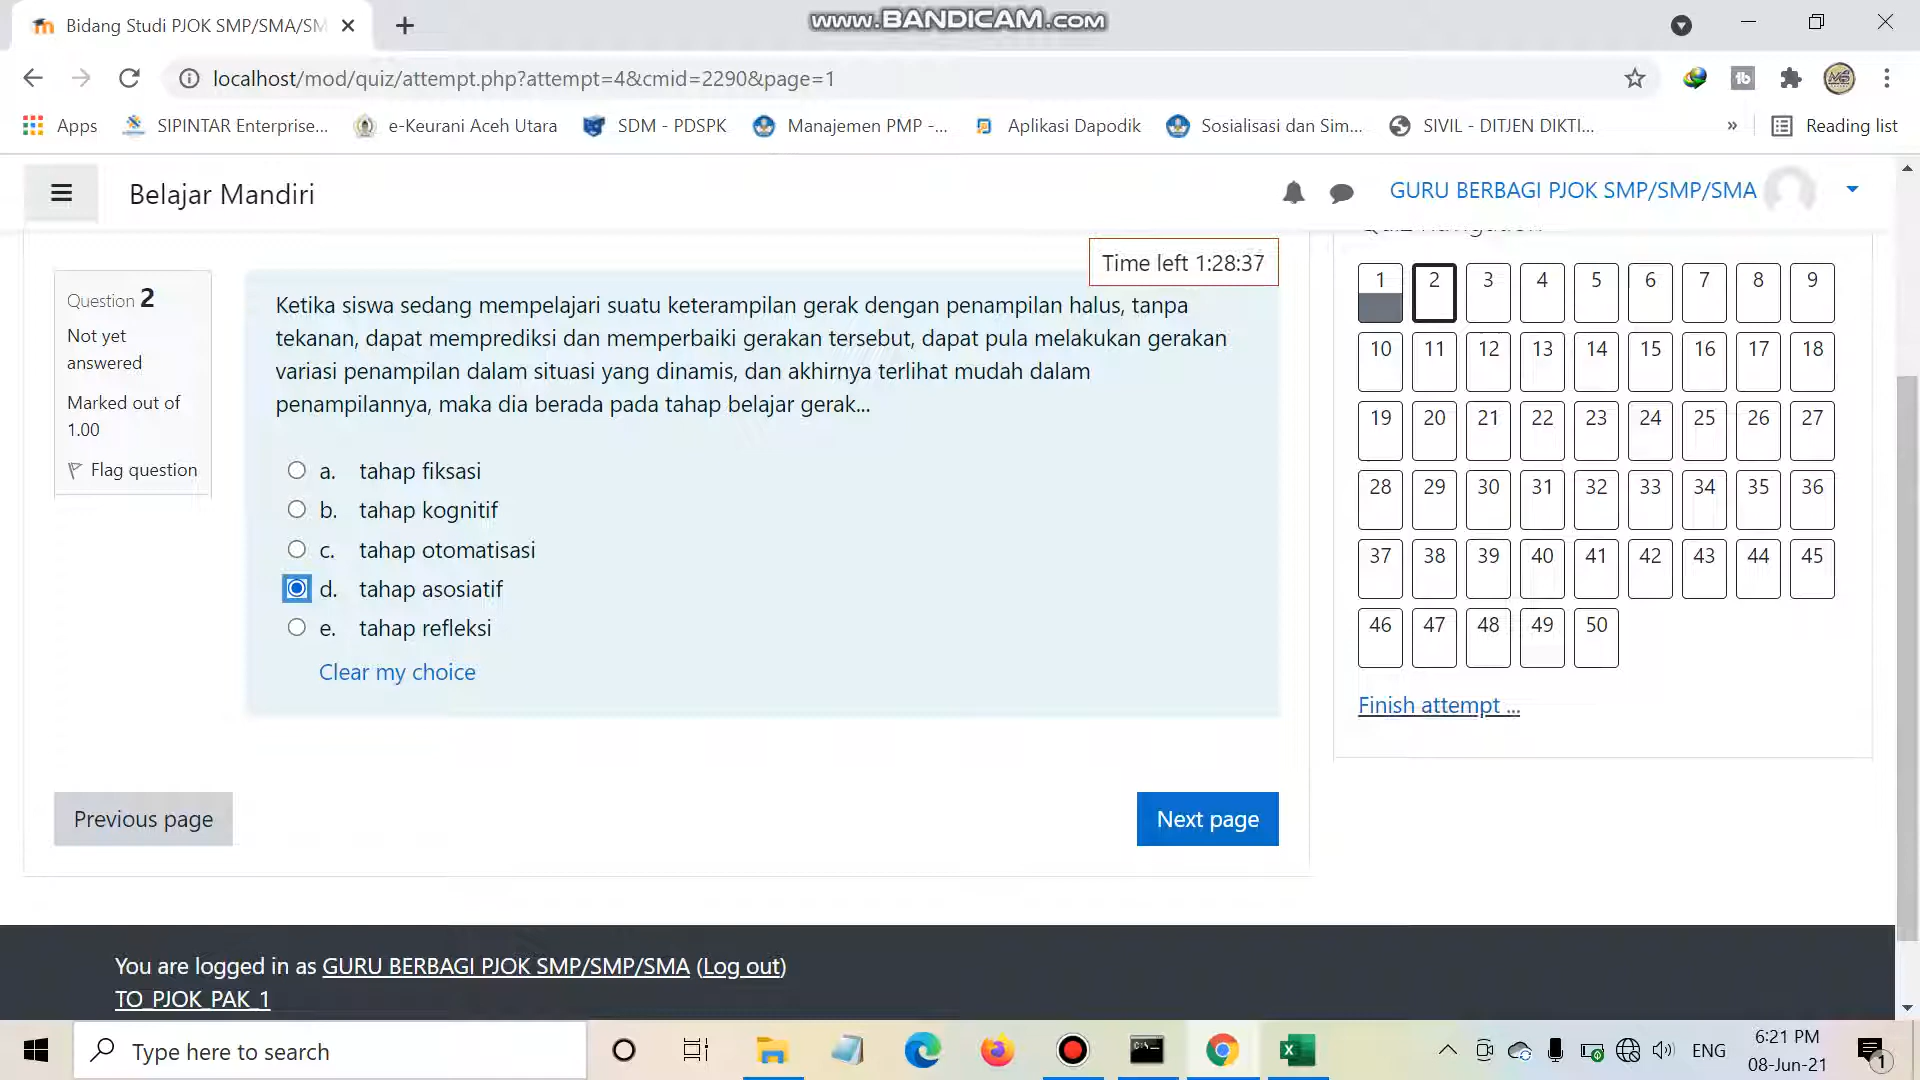 Bidang Studi PJOK SMP/SMA/SM
www.BANDICAM.com
localhost/mod/quiz/attempt.php?attempt=4&cmid=2290&page=1
Apps
SIPINTAR Enterprise...
e-Keurani Aceh Utara
SDM - PDSPK
Manajemen PMP -...
Aplikasi Dapodik
Sosialisasi dan Sim...
SIVIL - DITJEN DIKTI...
»
Reading list
Belajar Mandiri
GURU BERBAGI PJOK SMP/SMP/SMA
Time left 1:28:37
Question 2
Not yet
answered
Marked out of
1.00
Flag question
Ketika siswa sedang mempelajari suatu keterampilan gerak dengan penampilan halus, tanpa
tekanan, dapat memprediksi dan memperbaiki gerakan tersebut, dapat pula melakukan gerakan
variasi penampilan dalam situasi yang dinamis, dan akhirnya terlihat mudah dalam
penampilannya, maka dia berada pada tahap belajar gerak...
a. tahap fiksasi
b. tahap kognitif
c. tahap otomatisasi
d. tahap asosiatif
e. tahap refleksi
Clear my choice
Previous page
Next page
1 2 3 4 5 6 7 8 9
10 11 12 13 14 15 16 17 18
19 20 21 22 23 24 25 26 27
28 29 30 31 32 33 34 35 36
37 38 39 40 41 42 43 44 45
46 47 48 49 50
Finish attempt ...
You are logged in as GURU BERBAGI PJOK SMP/SMP/SMA (Log out)
TO_PJOK_PAK_1
Type here to search
ENG
6:21 PM
08-Jun-21
1